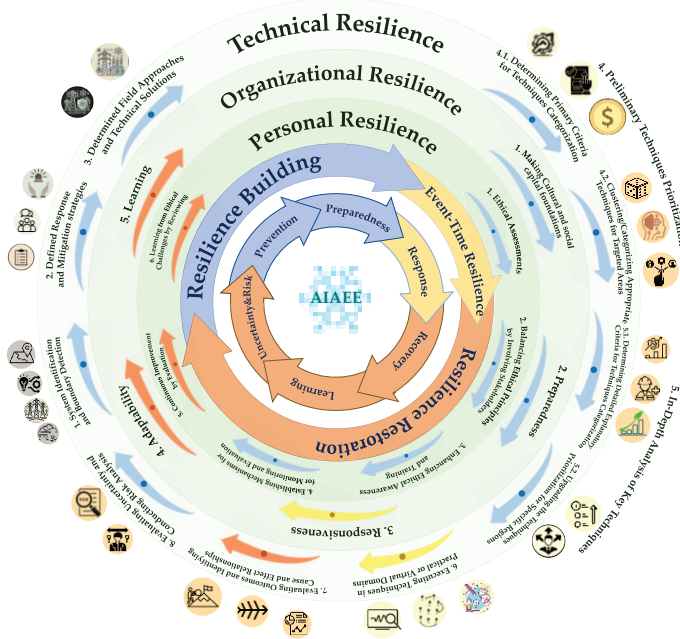 Technical Resilience
Organizational Resilience
Personal Resilience
Resilience Building
Event-Time Resilience
Resilience Restoration
Prevention
Preparedness
Response
Recovery
Learning
Uncertainty&Risk
AIAEE
1. Ethical Assessments
2. Balancing Ethical Principles
by Involving Stakeholders
3. Enhancing Ethical Awareness
and Training
4. Establishing Mechanisms for
for Monitoring and Evaluation
5. Continous Improvement
by Evaluation
6. Learning from Ethical
Challenges by Reviewing
1. Making Cultural and social
capital foundations
2. Preparedness
3. Responsiveness
4. Adaptability
5. Learning
1. System Identification
and Boundary Detection
2. Defined Response
and Mitigation strategies
3. Determined Field Approaches
and Technical Solutions
4. Preliminary Techniques Prioritiza
4.1. Determining Primary Criteria
for Techniques Categorization
4.2. Clustering/Categorizing Appropriate
Techniques for Targeted Areas
5. In-Depth Analysis of Key Techniques
5.1. Determining Detailed Explanatory
Criteria for Techniques Categorization
5.2. Upgrading the Techniques
Prioritization for Specific Regions
6. Executing Techniques in
Practical or Virtual Domains
7. Evaluating Outcomes and Identifying
Cause and Effect Relationships
8. Evaluating Uncertainty and
Conducting Risk Analysis